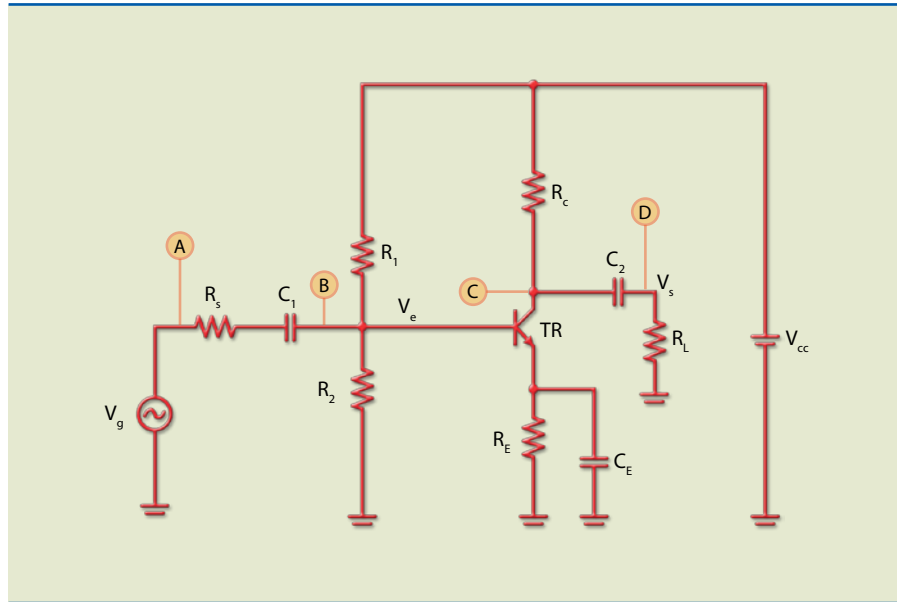 R_c
D
A
R_1
C_2
V_s
R_s
C_1
B
C
V_e
TR
R_L
V_cc
R_2
V_g
R_E
C_E